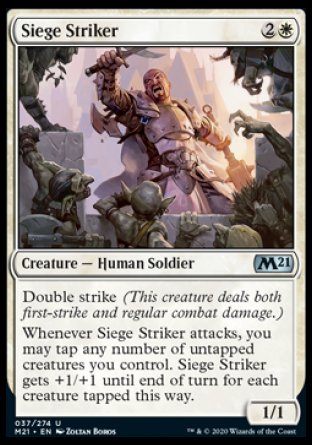 Siege Striker 2
Creature — Human Soldier M21
Double strike (This creature deals both
first-strike and regular combat damage.)
Whenever Siege Striker attacks, you
may tap any number of untapped
creatures you control. Siege Striker
gets +1/+1 until end of turn for each
creature tapped this way.
1/1
037/274 U
M21 • EN Zoltan Boros
™ & © 2020 Wizards of the Coast